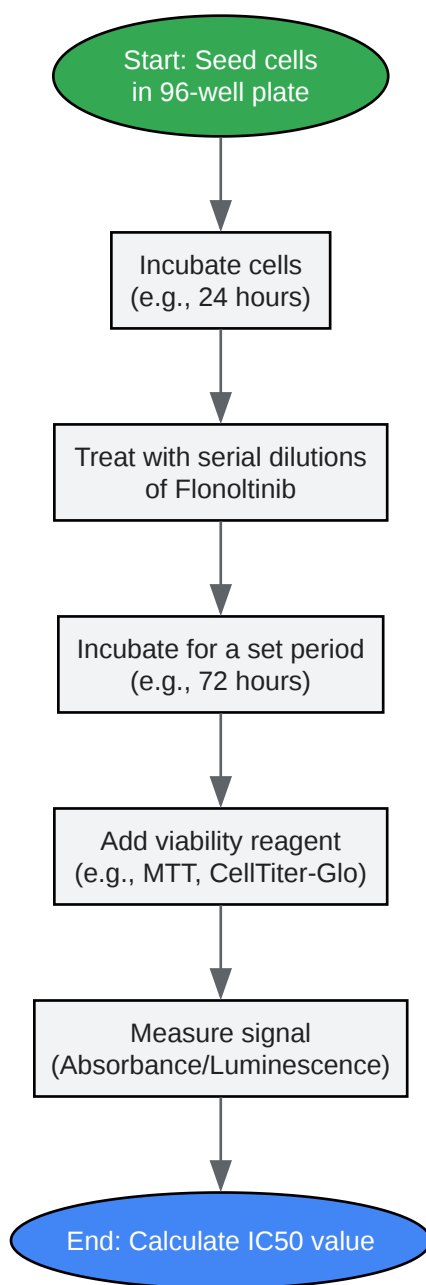 Start: Seed cells
in 96-well plate
Incubate cells
(e.g., 24 hours)
Treat with serial dilutions
of Flonoltinib
Incubate for a set period
(e.g., 72 hours)
Add viability reagent
(e.g., MTT, CellTiter-Glo)
Measure signal
(Absorbance/Luminescence)
End: Calculate IC50 value